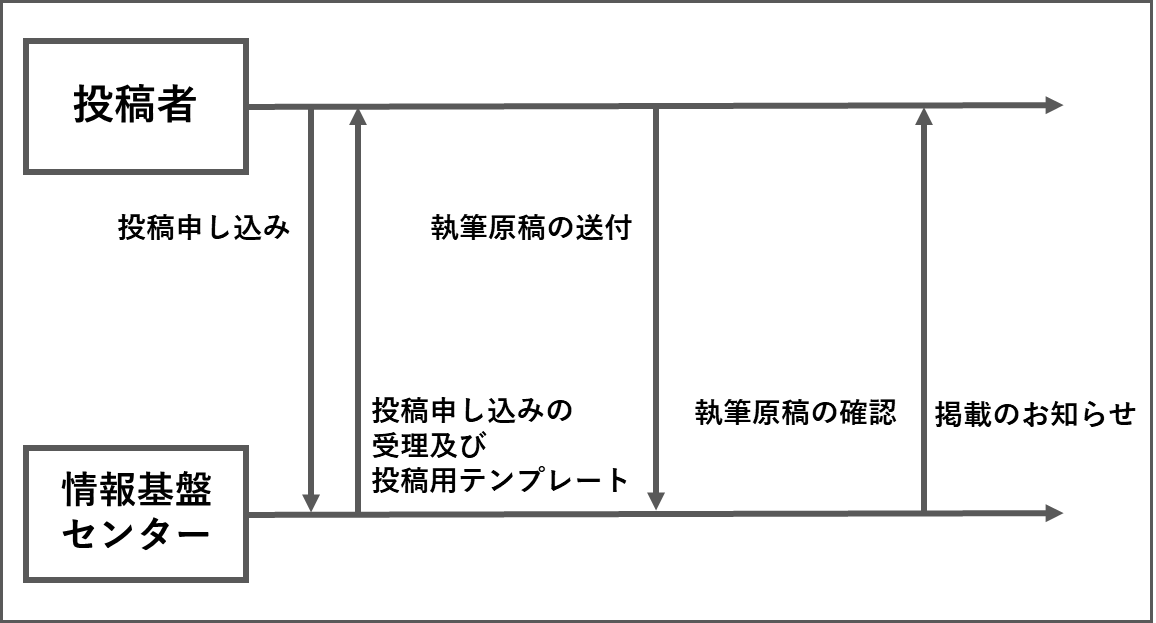 投稿者
投稿申し込み
執筆原稿の送付
投稿申し込みの
受理及び
投稿用テンプレート
執筆原稿の確認
掲載のお知らせ
情報基盤
センター